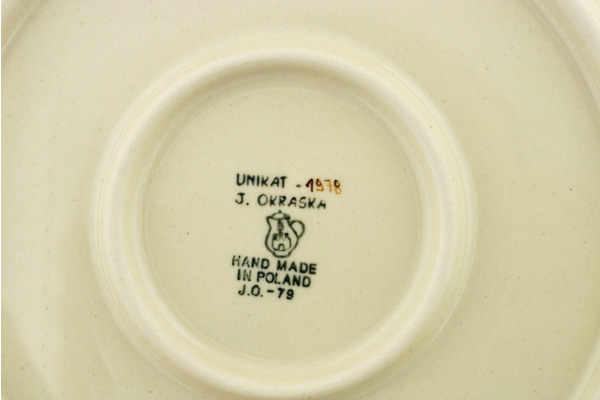 UNIKAT - 1978
J. OKRASKA
HAND MADE
IN POLAND
J.O.-79